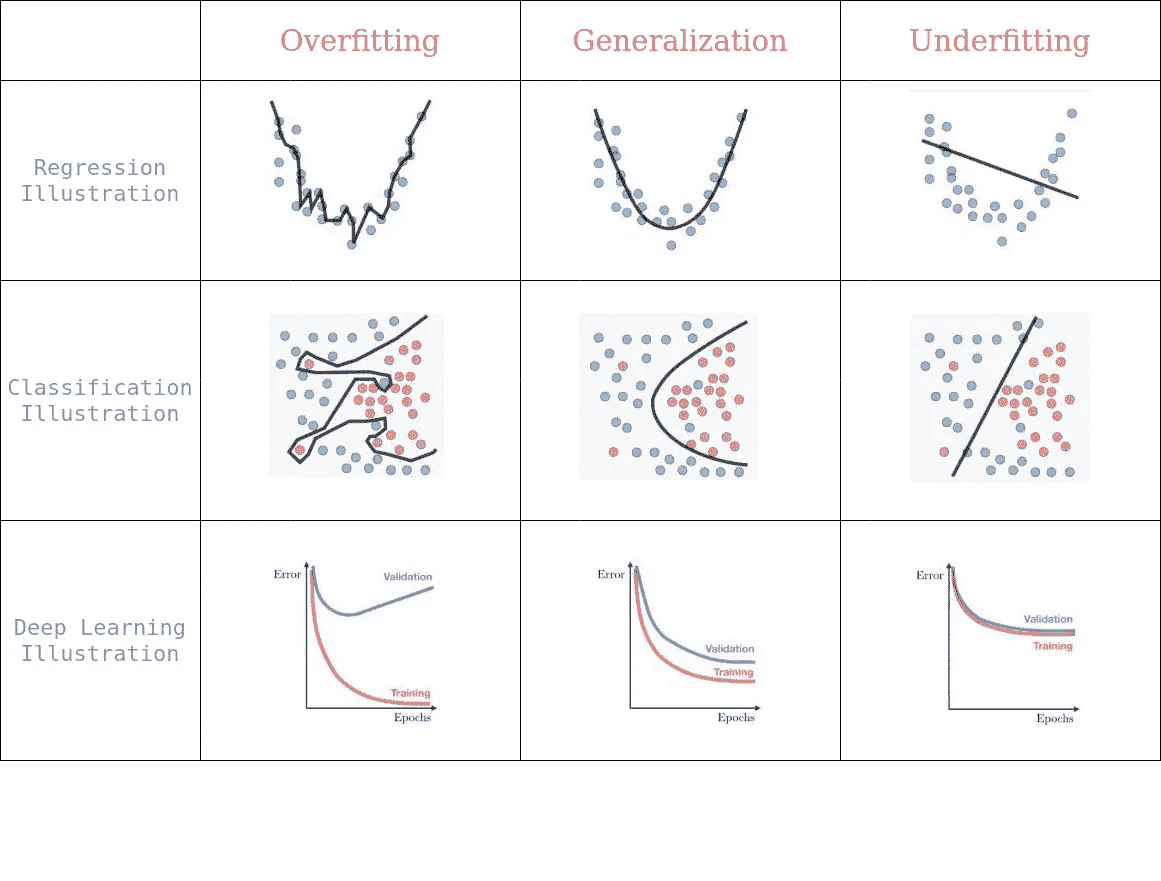 Overfitting
Generalization
Underfitting
Regression
Illustration
Classification
Illustration
Deep Learning
Illustration
Error
Validation
Training
Epochs
Error
Validation
Training
Epochs
Error
Validation
Training
Epochs